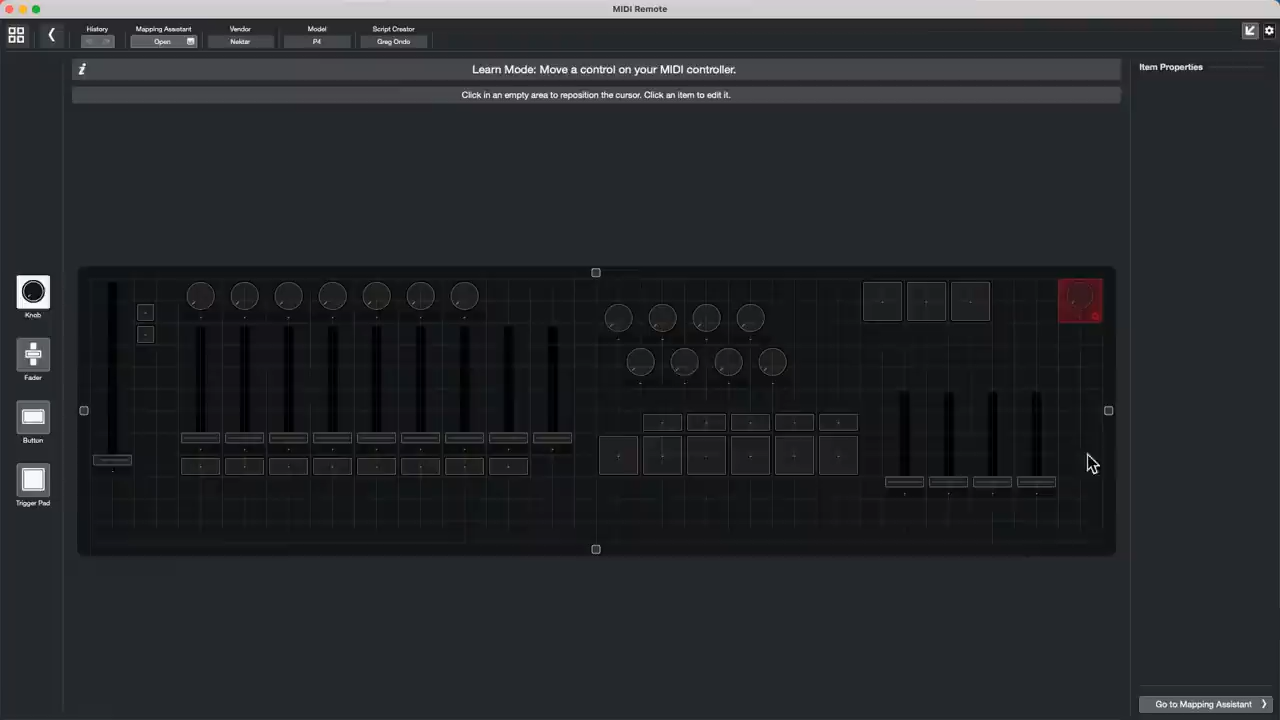 MIDI Remote
History
Mapping Assistant
Vendor
Model
Script Creator
Open
Nektar
P4
Greg Ondo
i
Learn Mode: Move a control on your MIDI controller.
Item Properties
Click in an empty area to reposition the cursor. Click an item to edit it.
Knob
Fader
Button
Trigger Pad
Go to Mapping Assistant